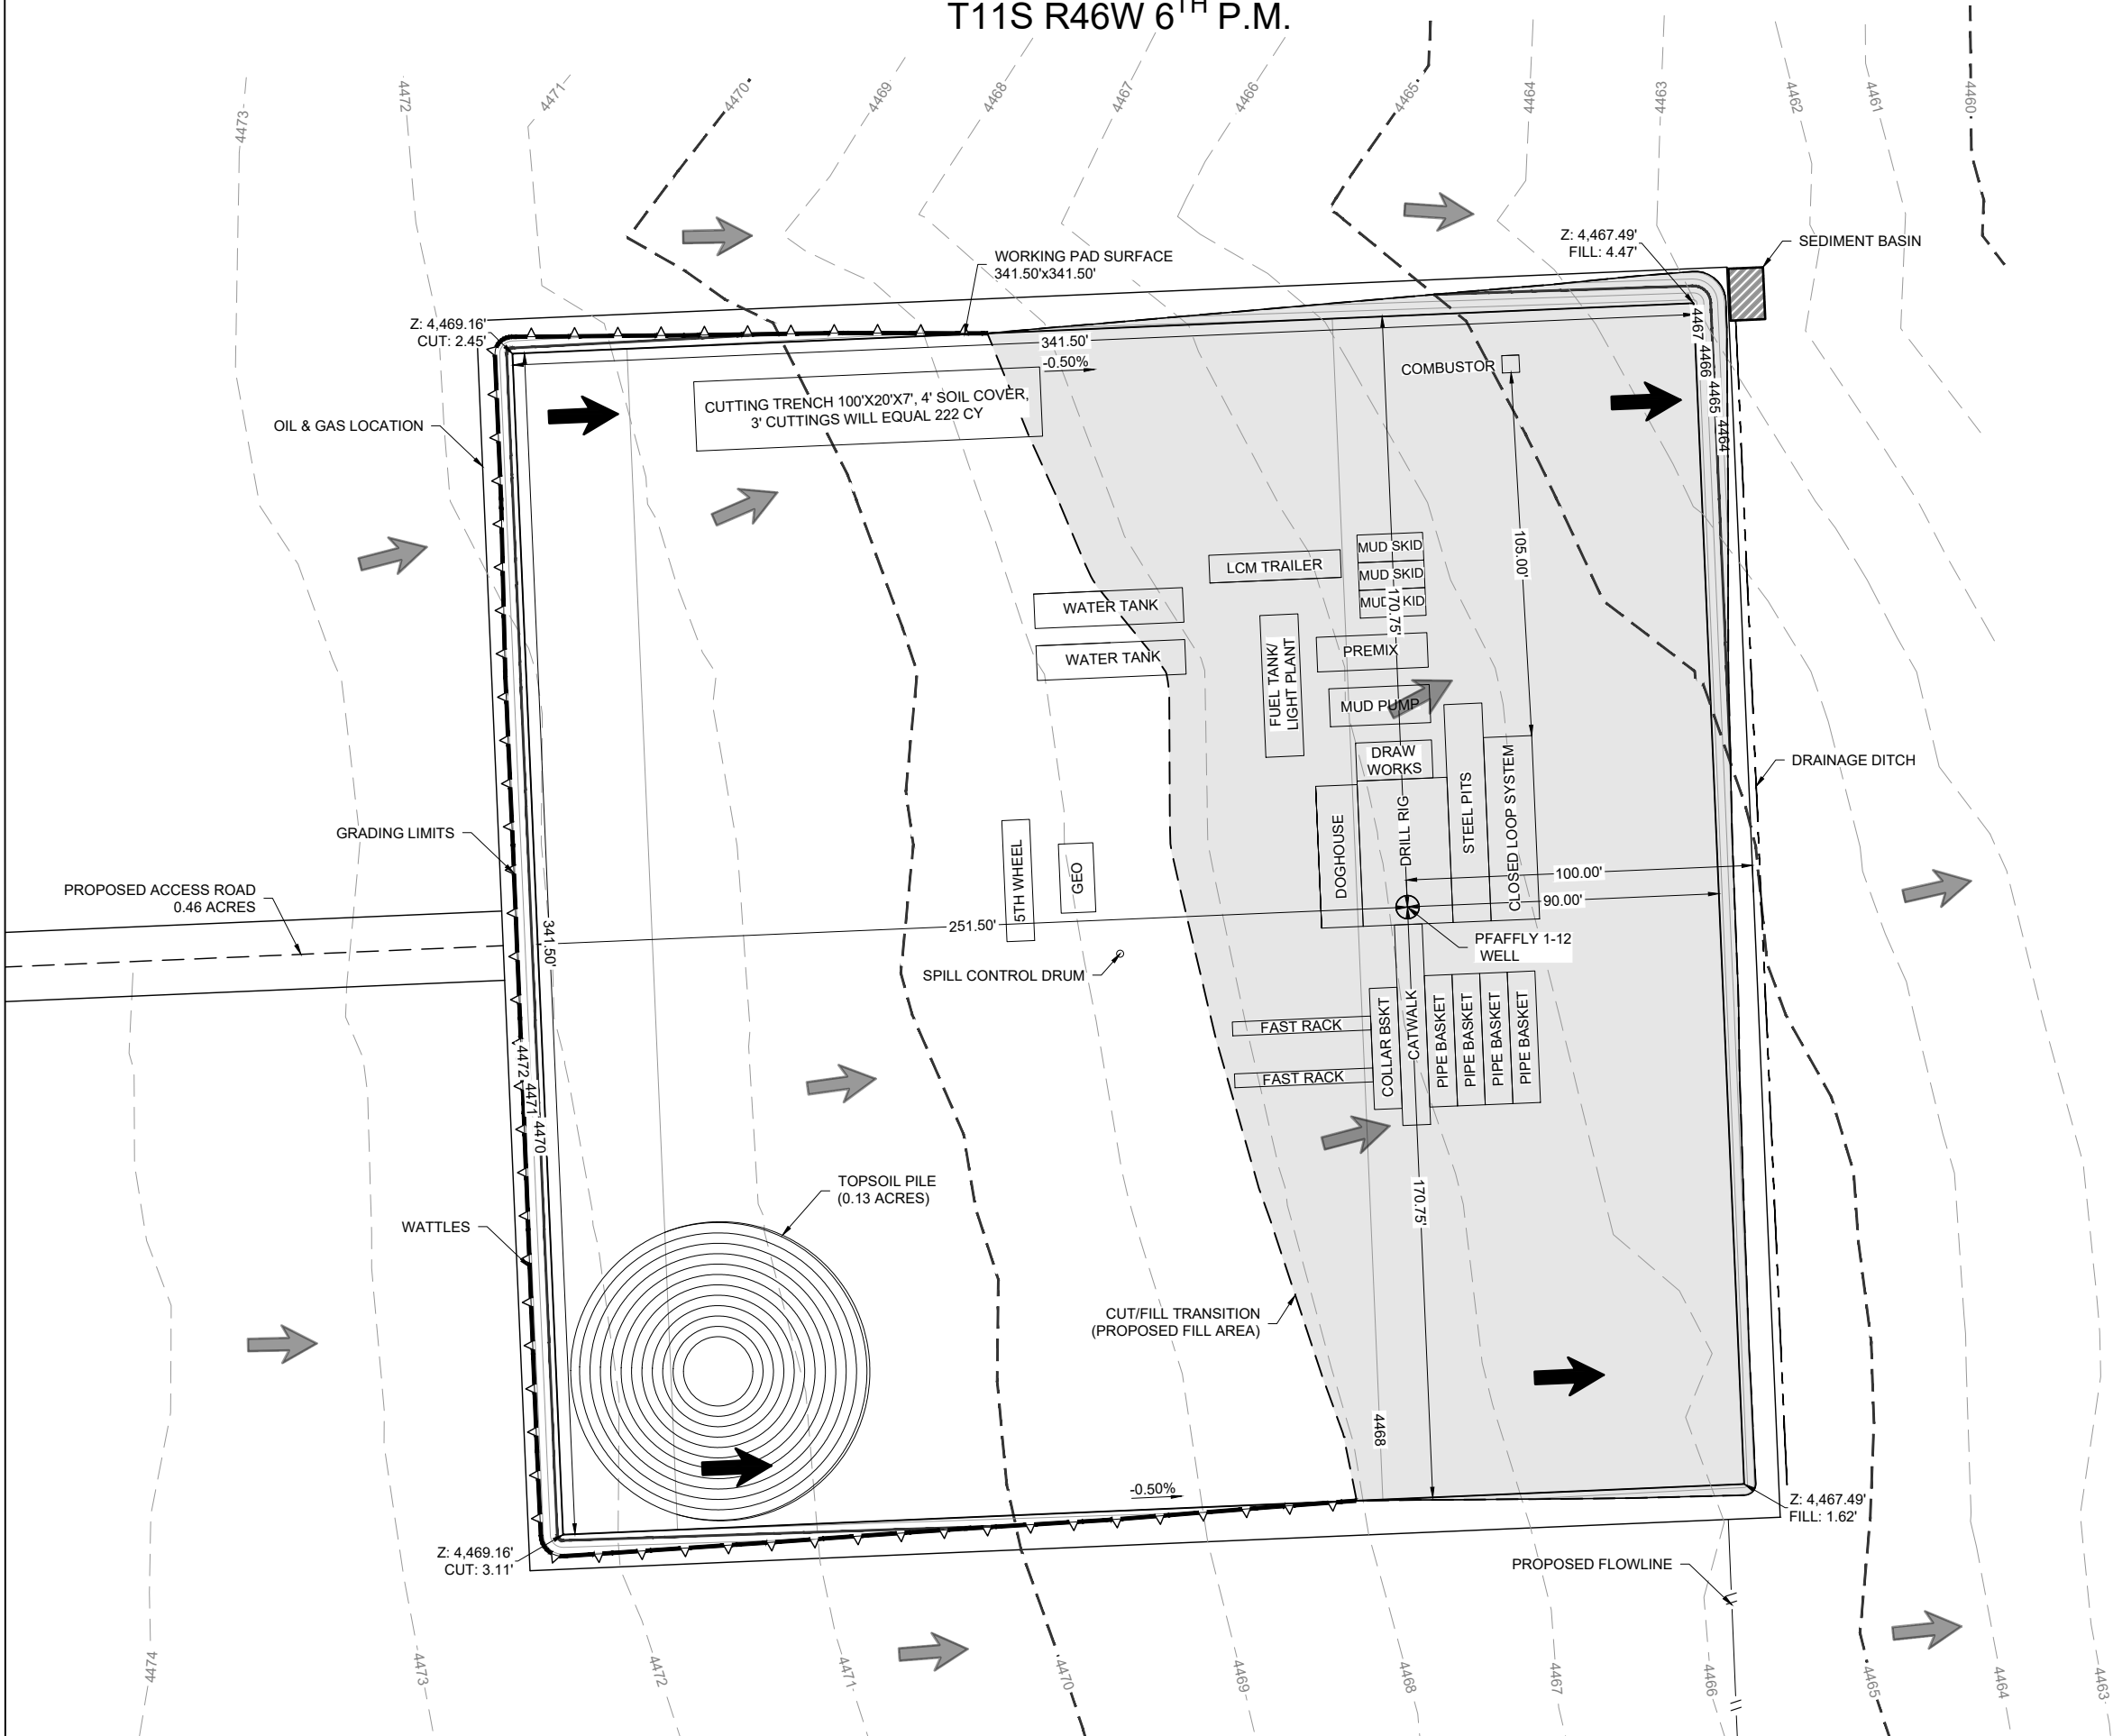 T11S R46W 6TH P.M.
4473
4472
4471
4470
4469
4468
4467
4466
4465
4464
4463
4462
4461
4460
Z: 4,467.49'
FILL: 4.47'
SEDIMENT BASIN
WORKING PAD SURFACE
341.50'x341.50'
Z: 4,469.16'
CUT: 2.45'
341.50'
-0.50%
4467
4466
4465
4464
COMBUSTOR
CUTTING TRENCH 100'X20'X7', 4' SOIL COVER,
3' CUTTINGS WILL EQUAL 222 CY
OIL & GAS LOCATION
105.00'
MUD SKID
MUD SKID
MUD SKID
170.75'
LCM TRAILER
WATER TANK
WATER TANK
FUEL TANK/
LIGHT PLANT
PREMIX
MUD PUMP
DRAW
WORKS
DRAINAGE DITCH
DOGHOUSE
DRILL RIG
STEEL PITS
CLOSED LOOP SYSTEM
GRADING LIMITS
5TH WHEEL
GEO
100.00'
90.00'
PROPOSED ACCESS ROAD
0.46 ACRES
341.50'
251.50'
PFAFFLY 1-12
WELL
SPILL CONTROL DRUM
FAST RACK
FAST RACK
COLLAR BSKT
CATWALK
PIPE BASKET
PIPE BASKET
PIPE BASKET
PIPE BASKET
4472
4471
4470
TOPSOIL PILE
(0.13 ACRES)
170.75'
WATTLES
CUT/FILL TRANSITION
(PROPOSED FILL AREA)
4468
-0.50%
Z: 4,467.49'
FILL: 1.62'
Z: 4,469.16'
CUT: 3.11'
PROPOSED FLOWLINE
4474
4473
4472
4471
4470
4469
4468
4467
4466
4465
4464
4463